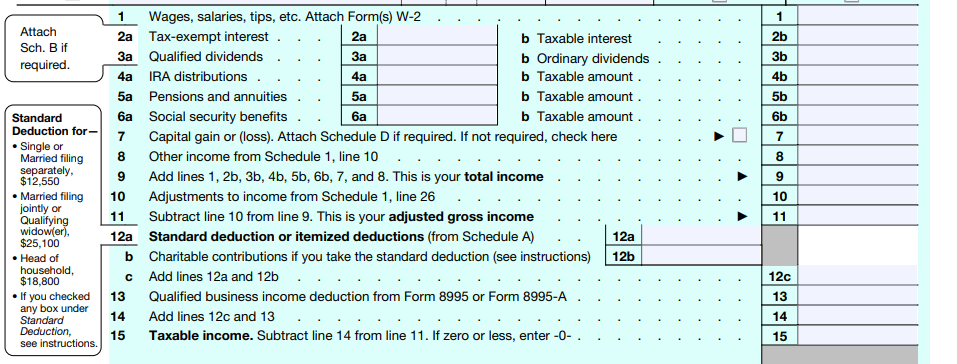 Attach
Sch. B if
required.
Standard
Deduction for—
• Single or
Married filing
separately,
$12,550
• Married filing
jointly or
Qualifying
widow(er),
$25,100
• Head of
household,
$18,800
• If you checked
any box under
Standard
Deduction,
see instructions.
1 Wages, salaries, tips, etc. Attach Form(s) W-2 . . . . . . . . . . . . . . . . 1
2a Tax-exempt interest . . . 2a b Taxable interest . . . . . 2b
3a Qualified dividends . . . 3a b Ordinary dividends . . . . . 3b
4a IRA distributions . . . . 4a b Taxable amount . . . . . . 4b
5a Pensions and annuities . . 5a b Taxable amount . . . . . . 5b
6a Social security benefits . . 6a b Taxable amount . . . . . . 6b
7 Capital gain or (loss). Attach Schedule D if required. If not required, check here . . . . ▶ 7
8 Other income from Schedule 1, line 10 . . . . . . . . . . . . . . . . . . 8
9 Add lines 1, 2b, 3b, 4b, 5b, 6b, 7, and 8. This is your total income . . . . . . . . . ▶ 9
10 Adjustments to income from Schedule 1, line 26 . . . . . . . . . . . . . . . 10
11 Subtract line 10 from line 9. This is your adjusted gross income . . . . . . . . . ▶ 11
12a Standard deduction or itemized deductions (from Schedule A) . . 12a
b Charitable contributions if you take the standard deduction (see instructions) 12b
c Add lines 12a and 12b . . . . . . . . . . . . . . . . . . . . . . . 12c
13 Qualified business income deduction from Form 8995 or Form 8995-A . . . . . . . . . 13
14 Add lines 12c and 13 . . . . . . . . . . . . . . . . . . . . . . . 14
15 Taxable income. Subtract line 14 from line 11. If zero or less, enter -0- . . . . . . . . . 15